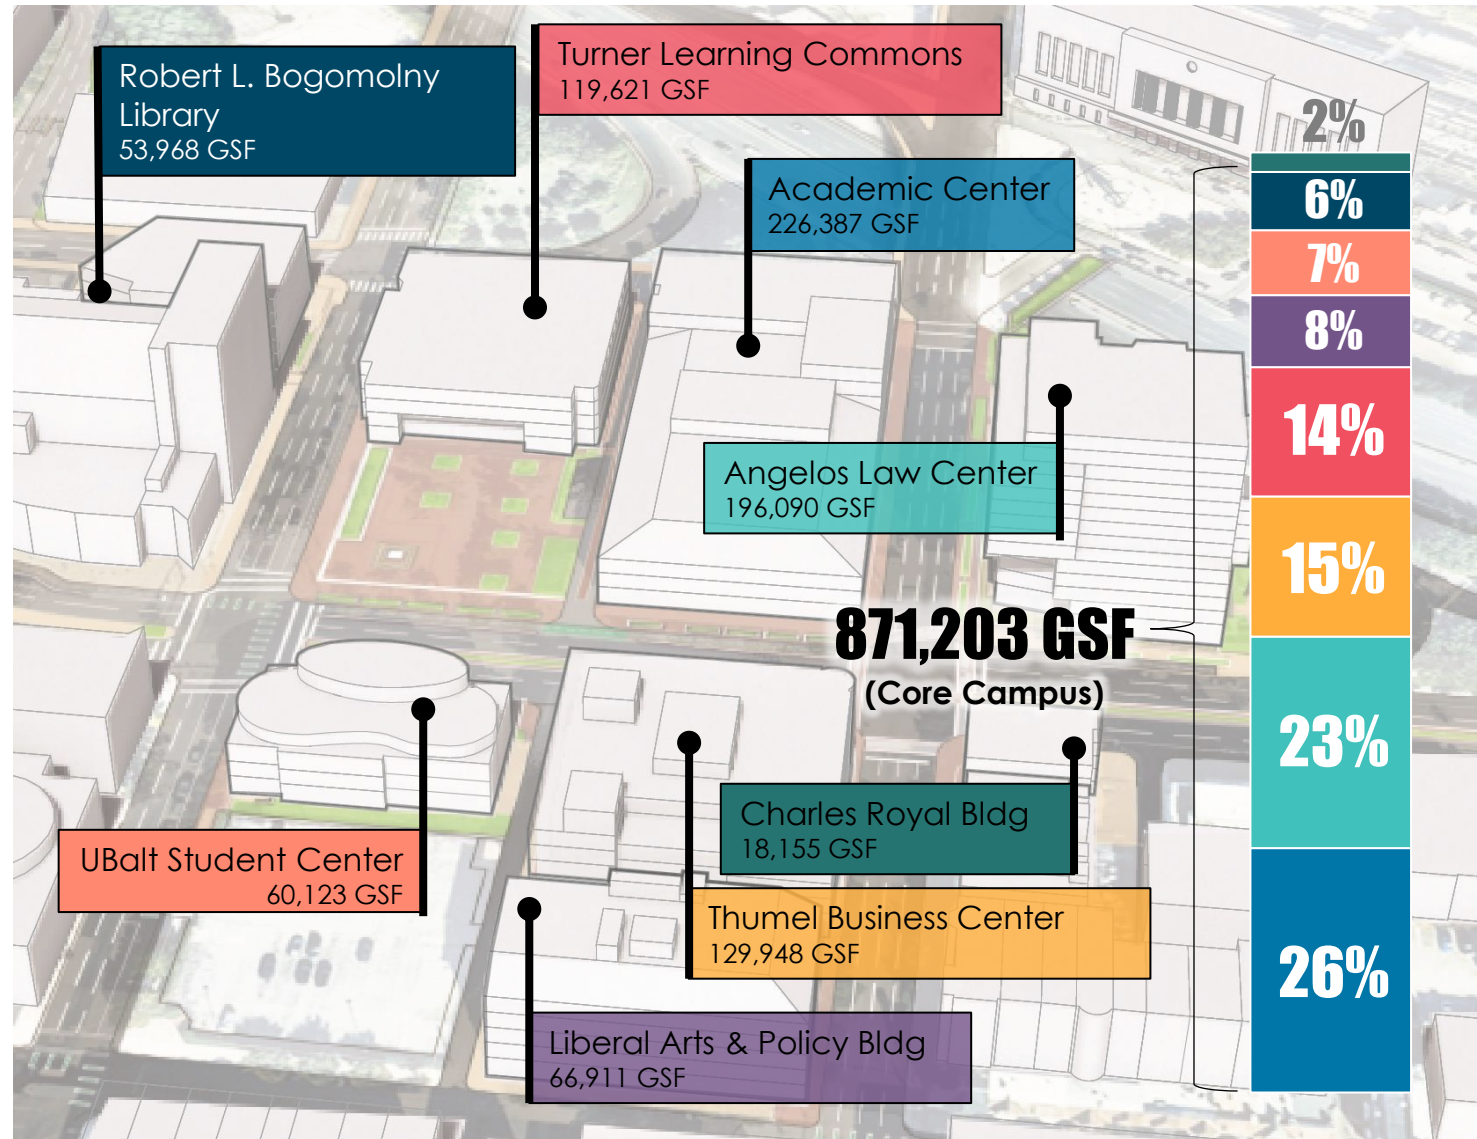 Robert L. Bogomolny
Library
53,968 GSF
Turner Learning Commons
119,621 GSF
Academic Center
226,387 GSF
Angelos Law Center
196,090 GSF
871,203 GSF
(Core Campus)
Charles Royal Bldg
18,155 GSF
UBalt Student Center
60,123 GSF
Thumel Business Center
129,948 GSF
Liberal Arts & Policy Bldg
66,911 GSF
2%
6%
7%
8%
14%
15%
23%
26%